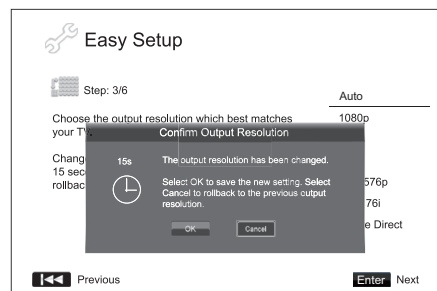 Easy Setup
Step: 3/6
Choose the output resolution which best matches
your TV
Chang
15 sec
rollbac
Auto
1080p
576p
76i
e Direct
Confirm Output Resolution
15s
The output resolution has been changed.
Select OK to save the new setting. Select
Cancel to rollback to the previous output
resolution.
OK
Cancel
Previous
Enter Next